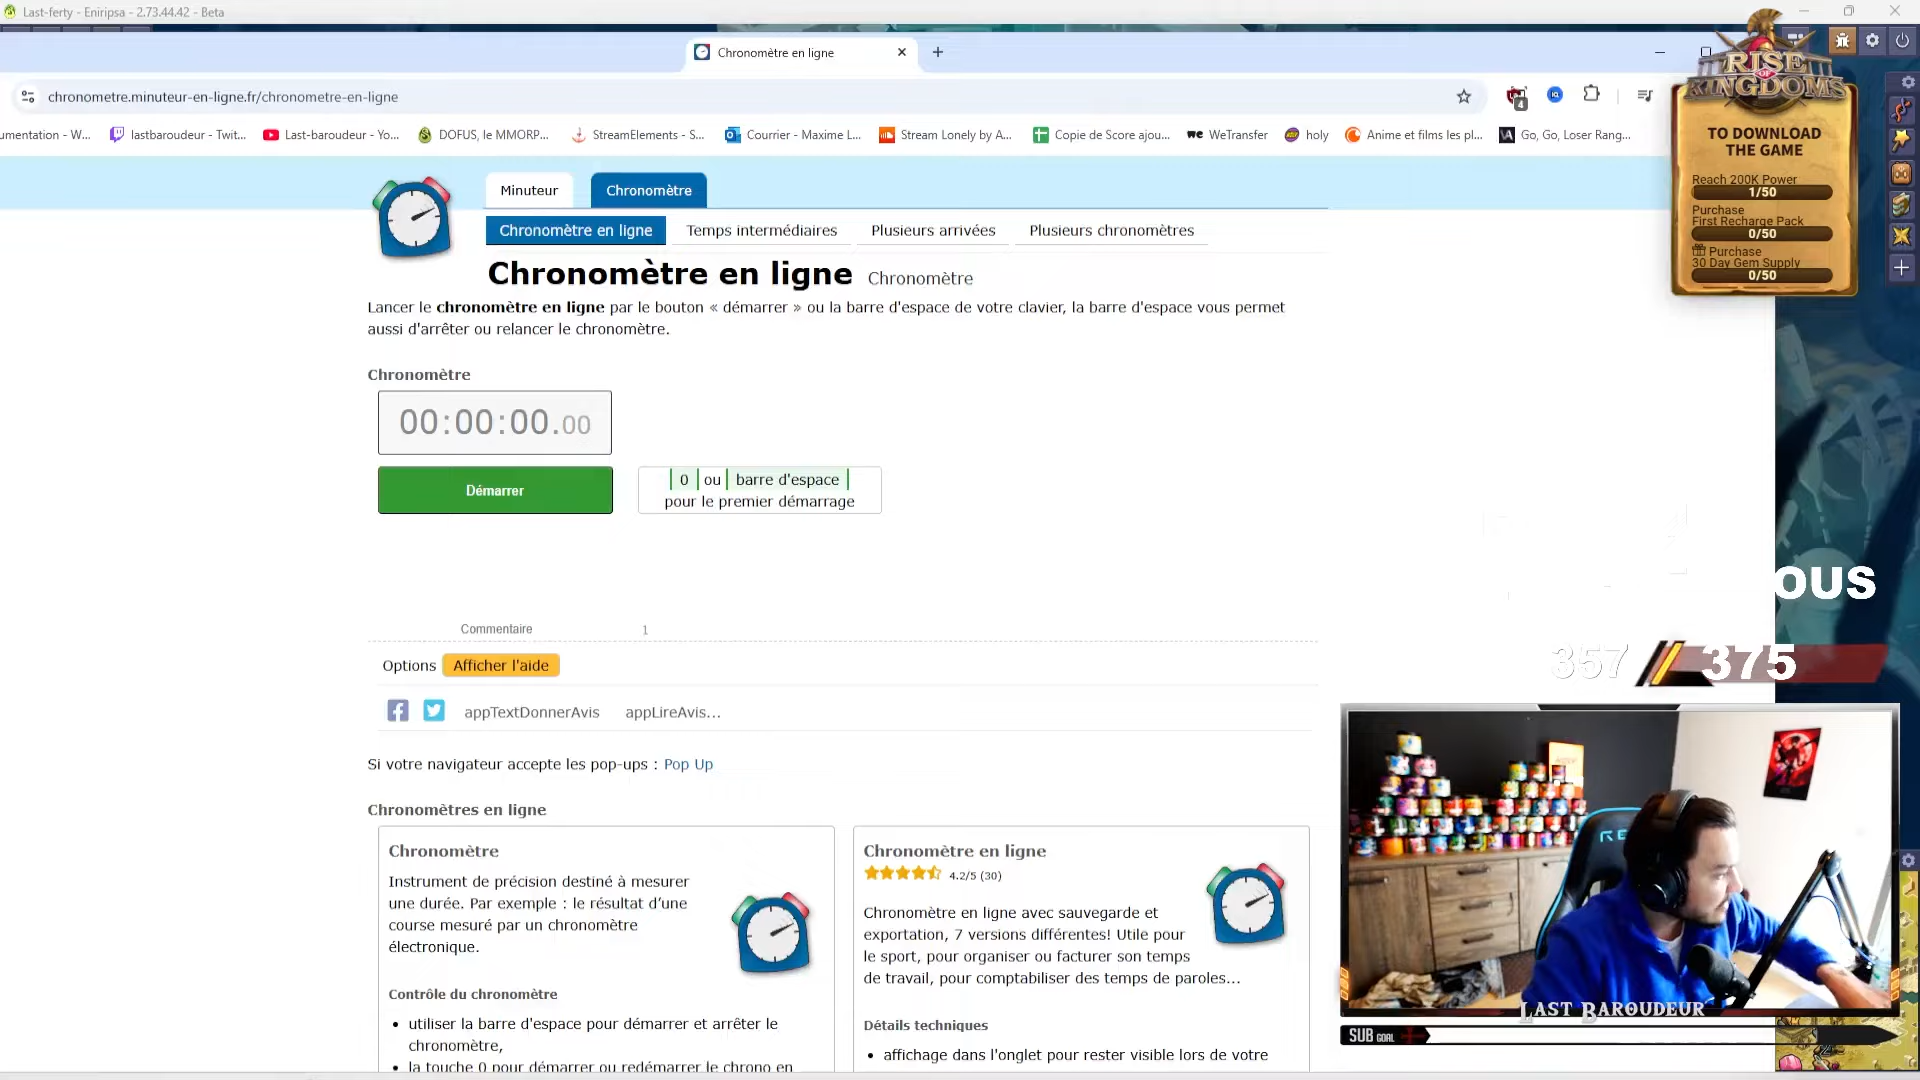 Last-ferty - Eniripsa - 2.73.44.42 - Beta
Chronomètre en ligne
chronometre.minuteur-en-ligne.fr/chronometre-en-ligne
4
umentation - W...
lastbaroudeur - Twit...
Last-baroudeur - Yo...
DOFUS, le MMORP...
StreamElements - S...
Courrier - Maxime L...
Stream Lonely by A...
Copie de Score ajou...
WeTransfer
holy
Anime et films les pl...
Go, Go, Loser Rang...
RISE OF KINGDOMS
TO DOWNLOAD
THE GAME
Reach 200K Power
1/50
Purchase
First Recharge Pack
0/50
Purchase
30 Day Gem Supply
0/50
Minuteur
Chronomètre
Chronomètre en ligne
Temps intermédiaires
Plusieurs arrivées
Plusieurs chronomètres
Chronomètre en ligne Chronomètre
Lancer le chronomètre en ligne par le bouton « démarrer » ou la barre d'espace de votre clavier, la barre d'espace vous permet
aussi d'arrêter ou relancer le chronomètre.
Chronomètre
00:00:00.00
Démarrer
0 ou barre d'espace
pour le premier démarrage
ous
357 375
Commentaire 1
Options Afficher l'aide
appTextDonnerAvis appLireAvis...
Si votre navigateur accepte les pop-ups : Pop Up
Chronomètres en ligne
Chronomètre
Instrument de précision destiné à mesurer
une durée. Par exemple : le résultat d’une
course mesuré par un chronomètre
électronique.
Contrôle du chronomètre
• utiliser la barre d'espace pour démarrer et arrêter le
chronomètre,
• la touche 0 pour démarrer ou redémarrer le chrono en
Chronomètre en ligne
4.2/5 (30)
Chronomètre en ligne avec sauvegarde et
exportation, 7 versions différentes! Utile pour
le sport, pour organiser ou facturer son temps
de travail, pour comptabiliser des temps de paroles...
Détails techniques
• affichage dans l'onglet pour rester visible lors de votre
LAST BAROUDEUR
SUB GOAL